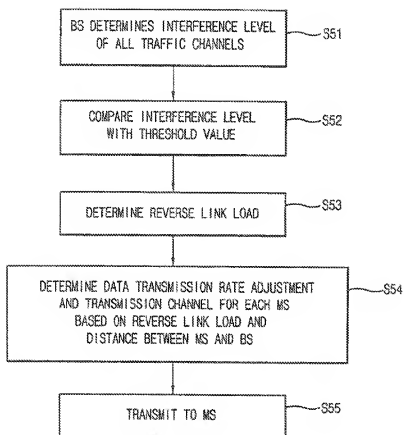 BS DETERMINES INTERFERENCE LEVEL
OF ALL TRAFFIC CHANNELS
S51
COMPARE INTERFERENCE LEVEL
WITH THRESHOLD VALUE
S52
DETERMINE REVERSE LINK LOAD
S53
DETERMINE DATA TRANSMISSION RATE ADJUSTMENT
AND TRANSMISSION CHANNEL FOR EACH MS
BASED ON REVERSE LINK LOAD AND
DISTANCE BETWEEN MS AND BS
S54
TRANSMIT TO MS
S55